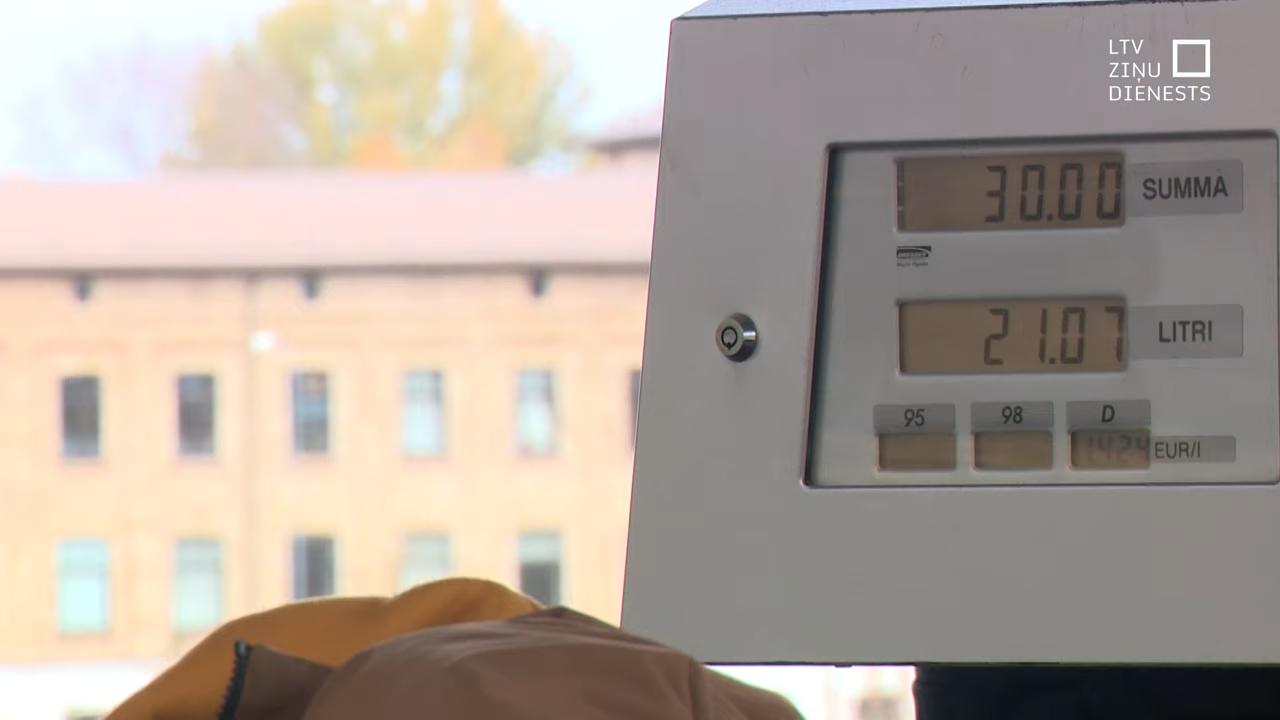 LTV
ZIŅU
DIENESTS
30.00 SUMMA
21.07 LITRI
95 98 D
1.424 EUR/l